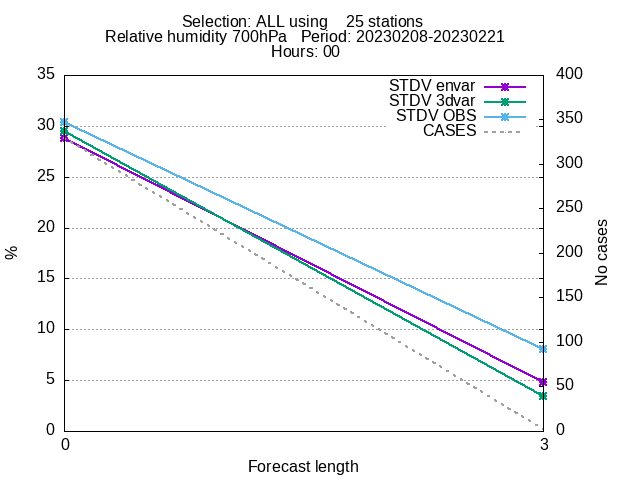 Selection: ALL using    25 stations
Relative humidity 700hPa   Period: 20230208-20230221
Hours: 00
STDV envar
STDV 3dvar
STDV OBS
CASES
35
30
25
20
15
10
5
0
400
350
300
250
200
150
100
50
0
%
No cases
0
3
Forecast length